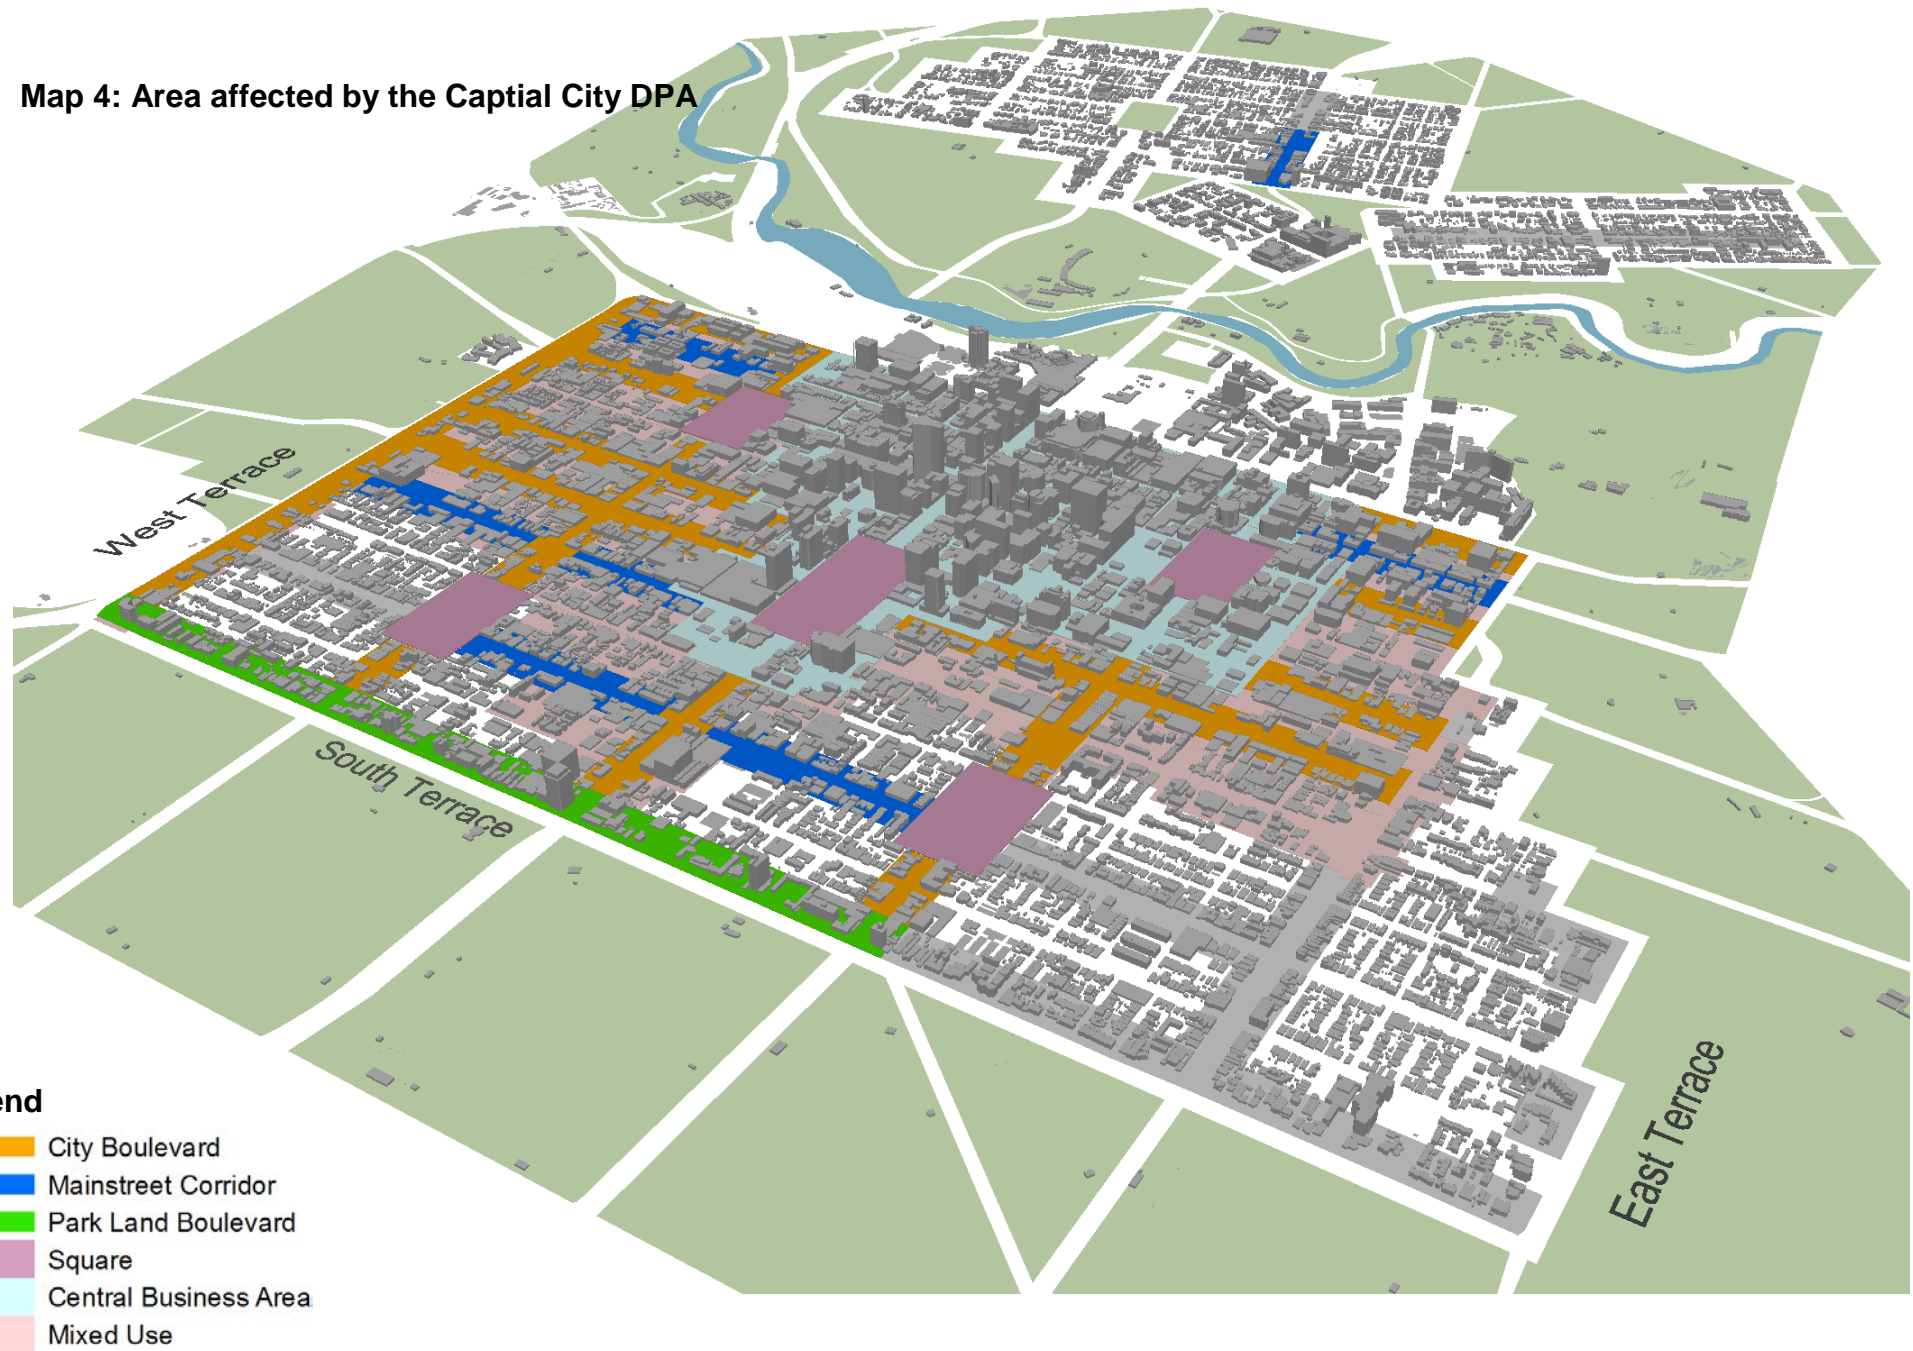 Map 4: Area affected by the Captial City DPA
West Terrace
South Terrace
East Terrace
end
City Boulevard
Mainstreet Corridor
Park Land Boulevard
Square
Central Business Area
Mixed Use